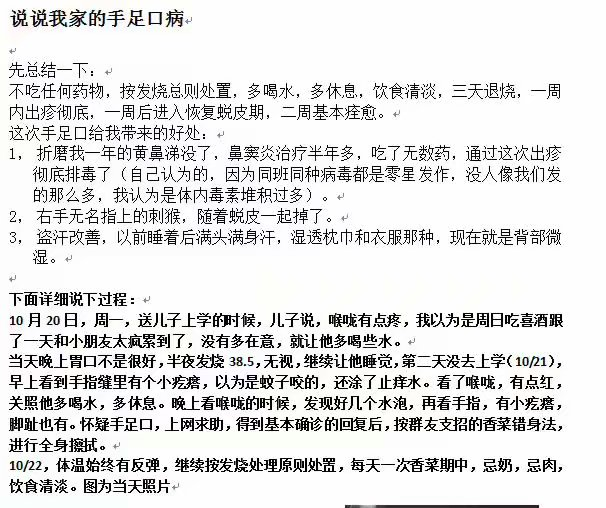 说说我家的手足口病
先总结一下：
不吃任何药物，按发烧总则处置，多喝水，多休息，饮食清淡，三天退烧，一周
内出疹彻底，一周后进入恢复蜕皮期，二周基本痊愈。
这次手足口给我带来的好处：
1， 折磨我一年的黄鼻涕没了，鼻窦炎治疗半年多，吃了无数药，通过这次出疹
彻底排毒了（自己认为的，因为同班同种病毒都是零星发作，没人像我们发
的那么多，我认为是体内毒素堆积过多）。
2， 右手无名指上的刺猴，随着蜕皮一起掉了。
3， 盗汗改善，以前睡着后满头满身汗，湿透枕巾和衣服那种，现在就是背部微
湿。
下面详细说下过程：
10 月 20 日，周一，送儿子上学的时候，儿子说，喉咙有点疼，我以为是周日吃喜酒跟
了一天和小朋友太疯累到了，没有多在意，就让他多喝些水。
当天晚上胃口不是很好，半夜发烧 38.5，无视，继续让他睡觉，第二天没去上学（10/21），
早上看到手指缝里有个小疙瘩，以为是蚊子咬的，还涂了止痒水。看了喉咙，有点红，
关照他多喝水，多休息。晚上看喉咙的时候，发现好几个水泡，再看手指，有小疙瘩，
脚趾也有。怀疑手足口，上网求助，得到基本确诊的回复后，按群友支招的香菜错身法，
进行全身擦拭。
10/22，体温始终有反弹，继续按发烧处理原则处置，每天一次香菜期中，忌奶，忌肉，
饮食清淡。图为当天照片